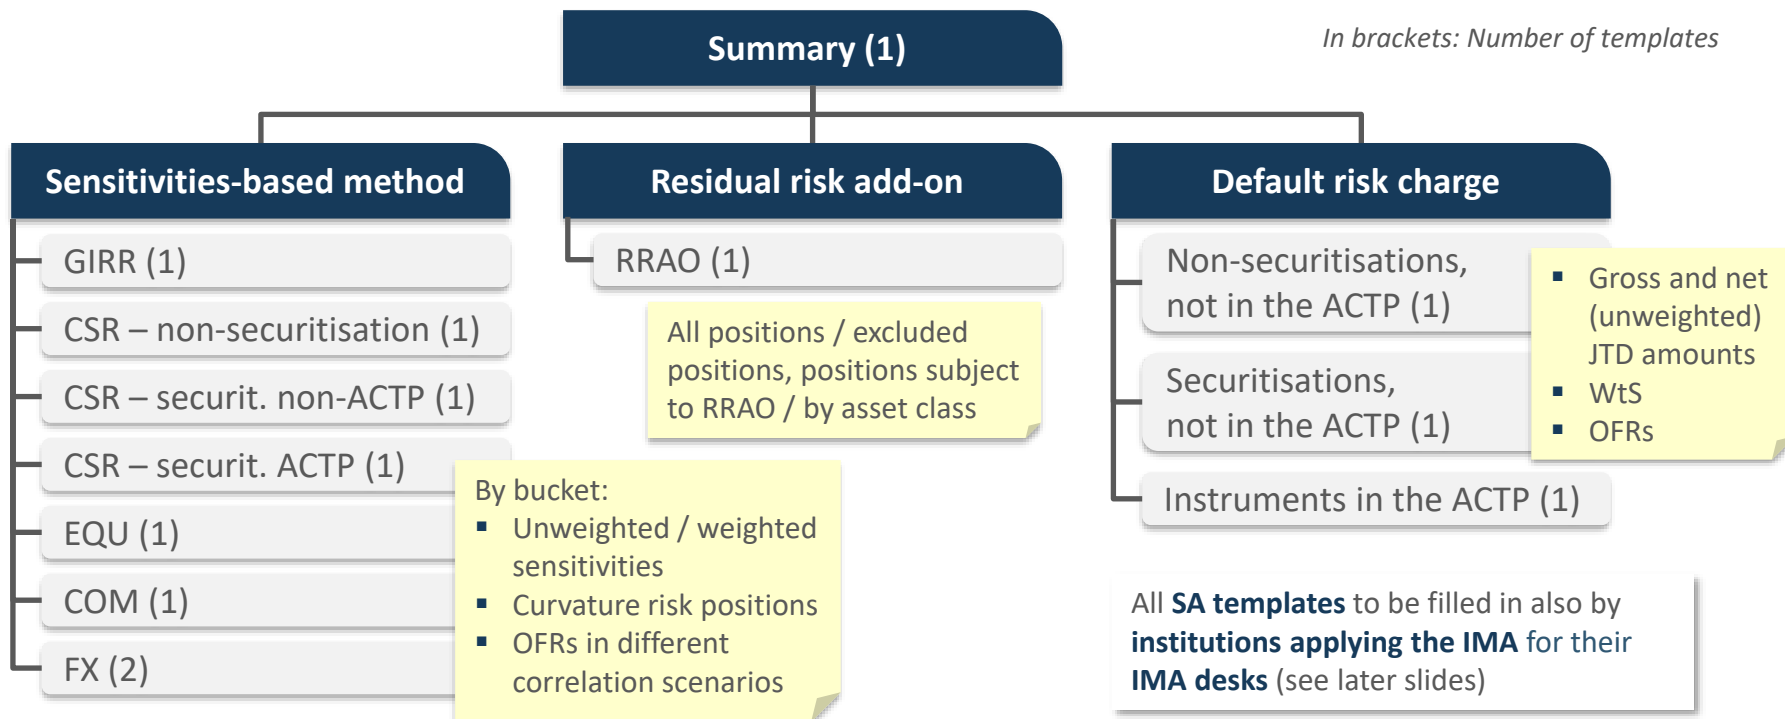 Summary (1)
In brackets: Number of templates
Sensitivities-based method
GIRR (1)
CSR – non-securitisation (1)
CSR – securit. non-ACTP (1)
CSR – securit. ACTP (1)
EQU (1)
COM (1)
FX (2)
By bucket:
▪ Unweighted / weighted
sensitivities
▪ Curvature risk positions
▪ OFRs in different
correlation scenarios
Residual risk add-on
RRAO (1)
All positions / excluded
positions, positions subject
to RRAO / by asset class
Default risk charge
Non-securitisations,
not in the ACTP (1)
Securitisations,
not in the ACTP (1)
Instruments in the ACTP (1)
▪ Gross and net
(unweighted)
JTD amounts
▪ WtS
▪ OFRs
All SA templates to be filled in also by
institutions applying the IMA for their
IMA desks (see later slides)